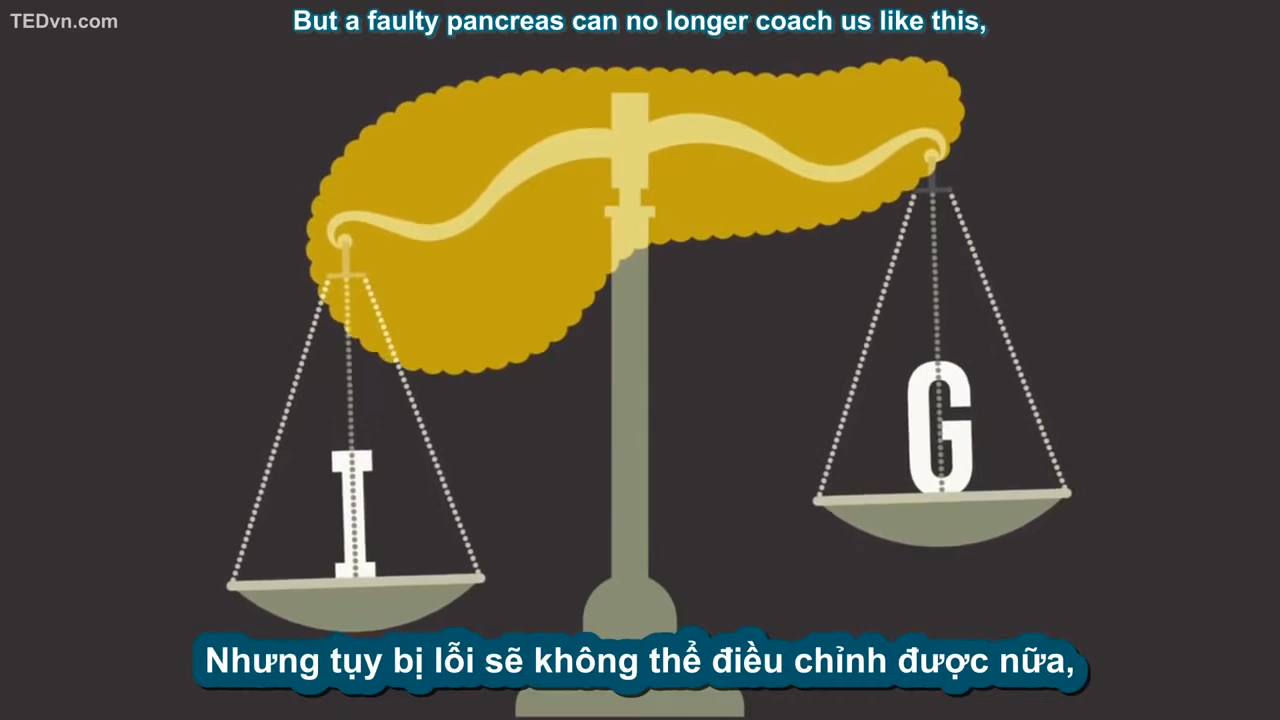 TEDvn.com
But a faulty pancreas can no longer coach us like this,
I
G
Nhưng tụy bị lỗi sẽ không thể điều chỉnh được nữa,